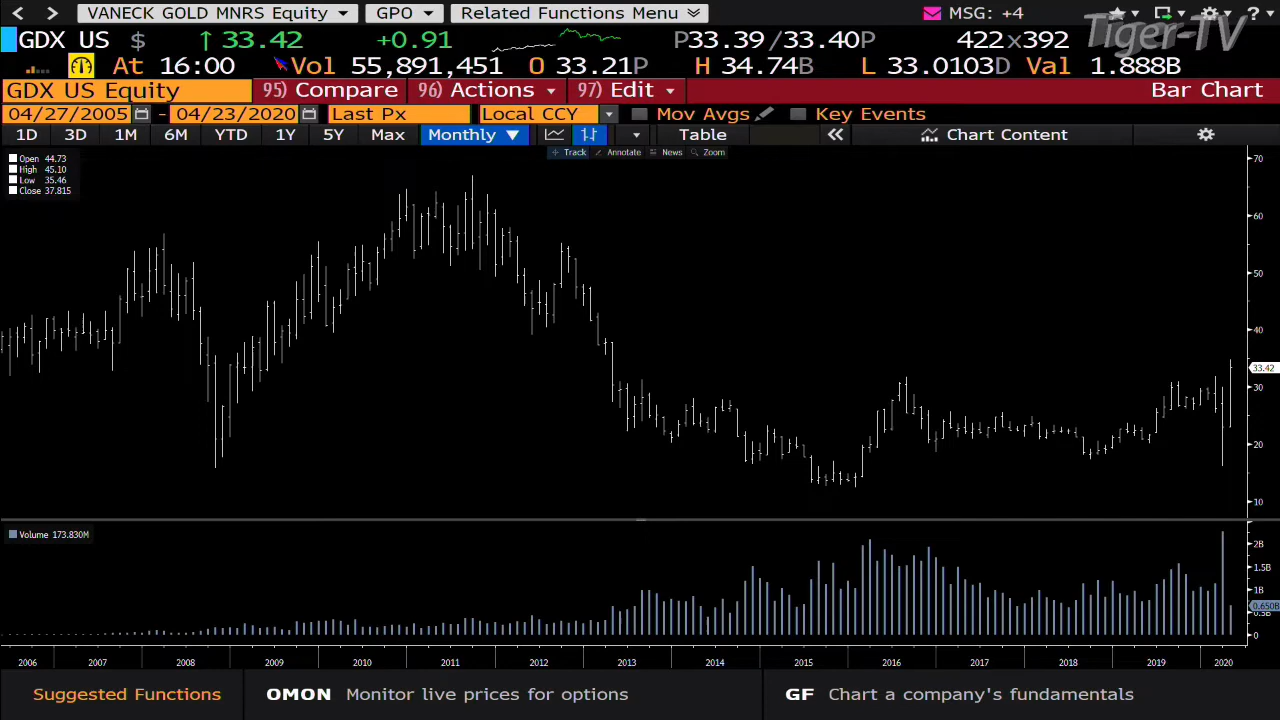 VANECK GOLD MNRS Equity GPO Related Functions Menu MSG: +4
GDX US $ ↑ 33.42 +0.91 P33.39 /33.40P 422x392 Tiger-TV
At 16:00 Vol 55,891,451 O 33.21P H 34.74B L 33.0103D Val 1.888B
GDX US Equity 95) Compare 96) Actions 97) Edit Bar Chart
04/27/2005 - 04/23/2020 Last Px Local CCY Mov Avgs Key Events
1D 3D 1M 6M YTD 1Y 5Y Max Monthly ▼ Table « Chart Content
Track Annotate News Zoom
Open 44.73
High 45.10
Low 35.46
Close 37.815
70
60
50
40
33.42
30
20
10
Volume 173.830M
2B
1.5B
1B
0.650B
0.5B
0
2006 2007 2008 2009 2010 2011 2012 2013 2014 2015 2016 2017 2018 2019 2020
Suggested Functions OMON Monitor live prices for options GF Chart a company's fundamentals